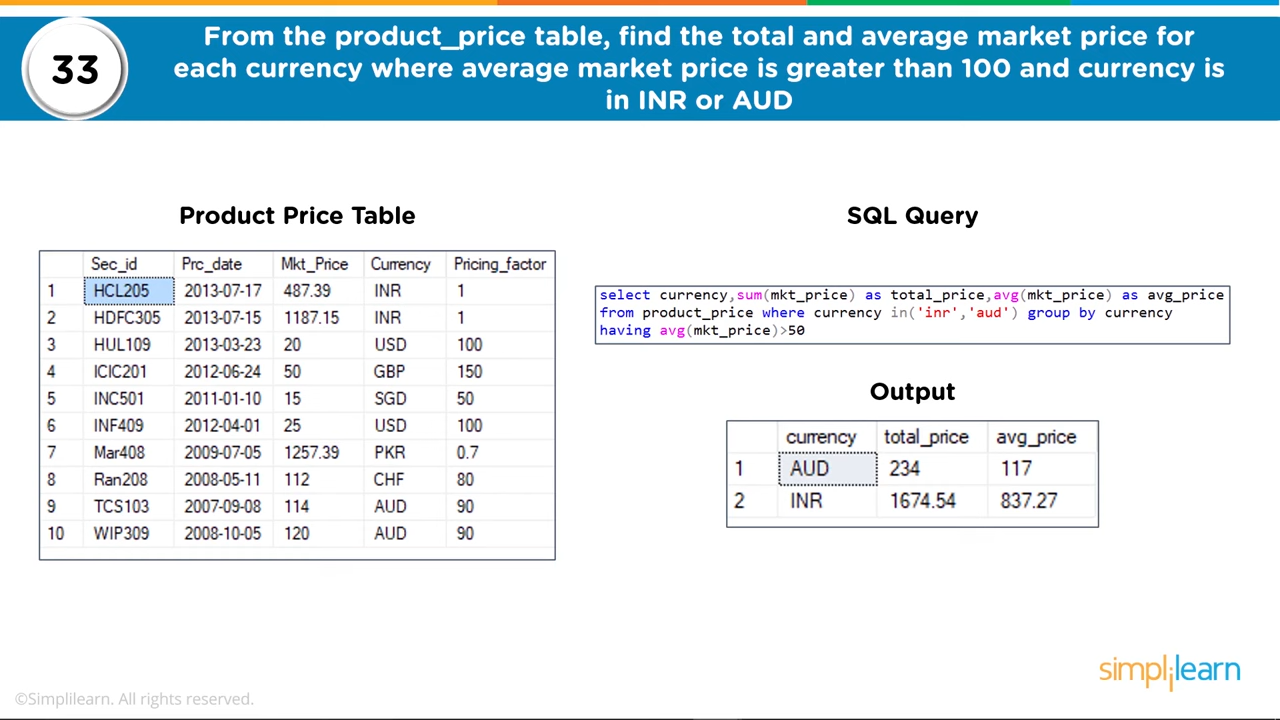 33
From the product_price table, find the total and average market price for
each currency where average market price is greater than 100 and currency is
in INR or AUD
Product Price Table
Sec_id Prc_date Mkt_Price Currency Pricing_factor
1 HCL205 2013-07-17 487.39 INR 1
2 HDFC305 2013-07-15 1187.15 INR 1
3 HUL109 2013-03-23 20 USD 100
4 ICIC201 2012-06-24 50 GBP 150
5 INC501 2011-01-10 15 SGD 50
6 INF409 2012-04-01 25 USD 100
7 Mar408 2009-07-05 1257.39 PKR 0.7
8 Ran208 2008-05-11 112 CHF 80
9 TCS103 2007-09-08 114 AUD 90
10 WIP309 2008-10-05 120 AUD 90
SQL Query
select currency,sum(mkt_price) as total_price,avg(mkt_price) as avg_price
from product_price where currency in('inr','aud') group by currency
having avg(mkt_price)>50
Output
currency total_price avg_price
1 AUD 234 117
2 INR 1674.54 837.27
simplilearn
©Simplilearn. All rights reserved.